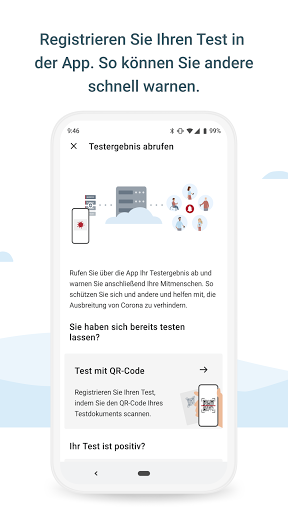 Registrieren Sie Ihren Test in
der App. So können Sie andere
schnell warnen.
9:46
99%
Testergebnis abrufen
Rufen Sie über die App Ihr Testergebnis ab und
warnen Sie anschließend Ihre Mitmenschen. So
schützen Sie sich und andere und helfen mit, die
Ausbreitung von Corona zu verhindern.
Sie haben sich bereits testen
lassen?
Test mit QR-Code
Registrieren Sie Ihren Test,
indem Sie den QR-Code Ihres
Testdokuments scannen.
Ihr Test ist positiv?